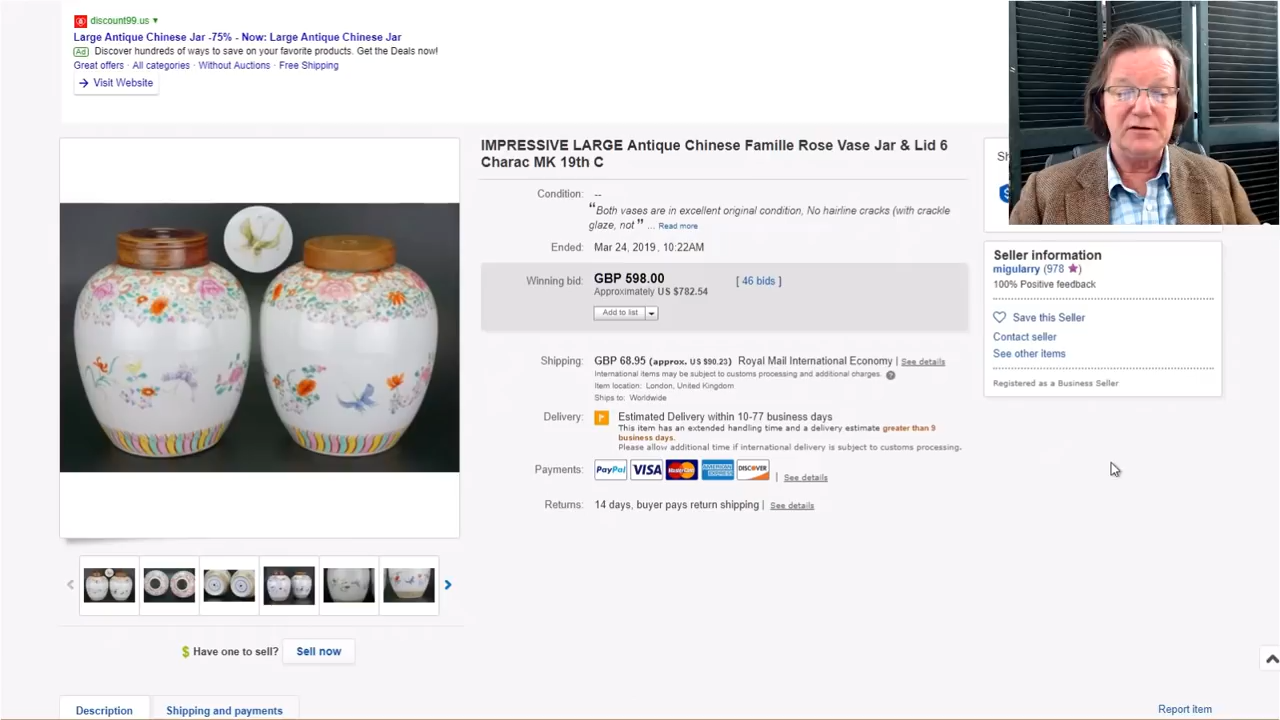 discount99.us
Large Antique Chinese Jar -75% - Now: Large Antique Chinese Jar
Ad Discover hundreds of ways to save on your favorite products. Get the Deals now!
Great offers · All categories · Without Auctions · Free Shipping
Visit Website
IMPRESSIVE LARGE Antique Chinese Famille Rose Vase Jar & Lid 6
Charac MK 19th C
Condition: --
“Both vases are in excellent original condition, No hairline cracks (with crackle
glaze, not ” ... Read more
Ended: Mar 24, 2019 , 10:22AM
Winning bid: GBP 598.00 [ 46 bids ]
Approximately US $782.54
Add to list
Shipping: GBP 68.95 (approx. US $90.23) Royal Mail International Economy | See details
International items may be subject to customs processing and additional charges. ?
Item location: London, United Kingdom
Ships to: Worldwide
Delivery: Estimated Delivery within 10-77 business days
This item has an extended handling time and a delivery estimate greater than 9
business days.
Please allow additional time if international delivery is subject to customs processing.
Payments: PayPal VISA MasterCard AMERICAN EXPRESS DISCOVER | See details
Returns: 14 days, buyer pays return shipping | See details
Sh
Seller information
migularry (978 )
100% Positive feedback
Save this Seller
Contact seller
See other items
Registered as a Business Seller
$ Have one to sell? Sell now
Description Shipping and payments Report item